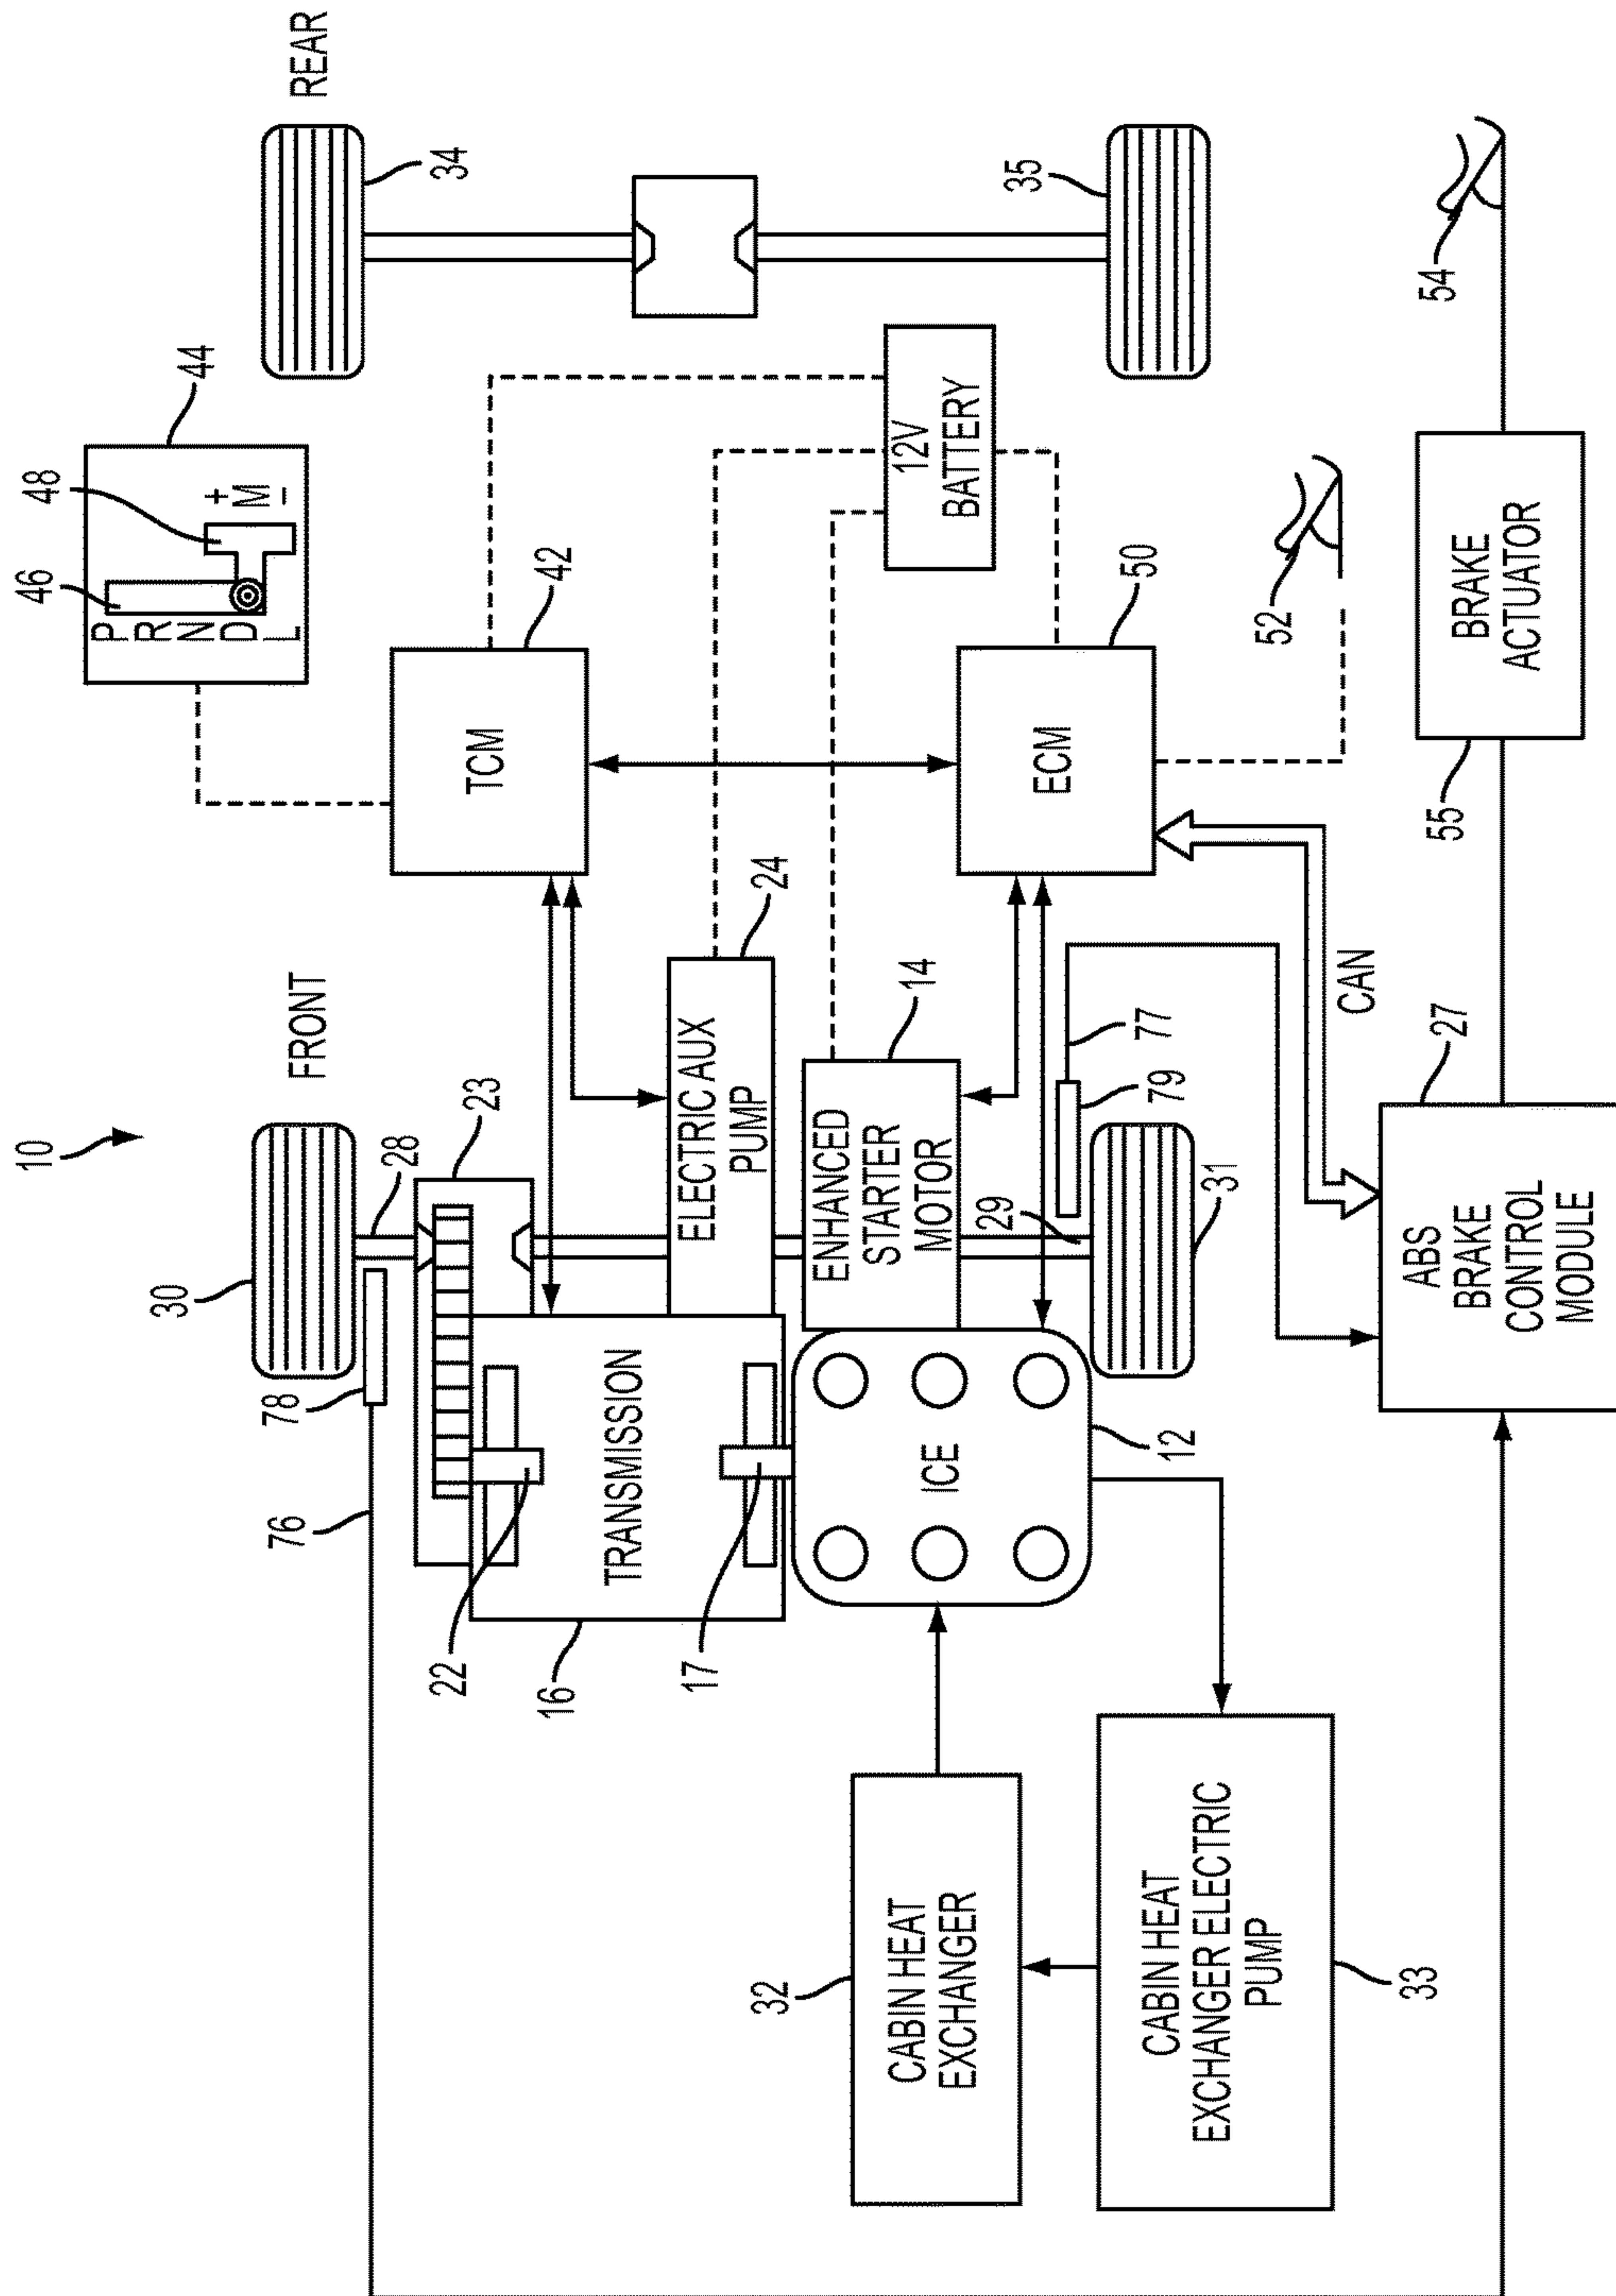 10
FRONT
REAR
30
28
23
78
76
22
16
TRANSMISSION
17
ELECTRIC AUX
PUMP
24
ENHANCED
STARTER
MOTOR
14
29
ICE
12
31
79
77
TCM
42
44
46
48
P
R
N
D
L
+
M
–
12V
BATTERY
ECM
50
52
54
34
35
CABIN HEAT
EXCHANGER
32
CABIN HEAT
EXCHANGER ELECTRIC
PUMP
33
CAN
ABS
BRAKE
CONTROL
MODULE
27
BRAKE
ACTUATOR
55